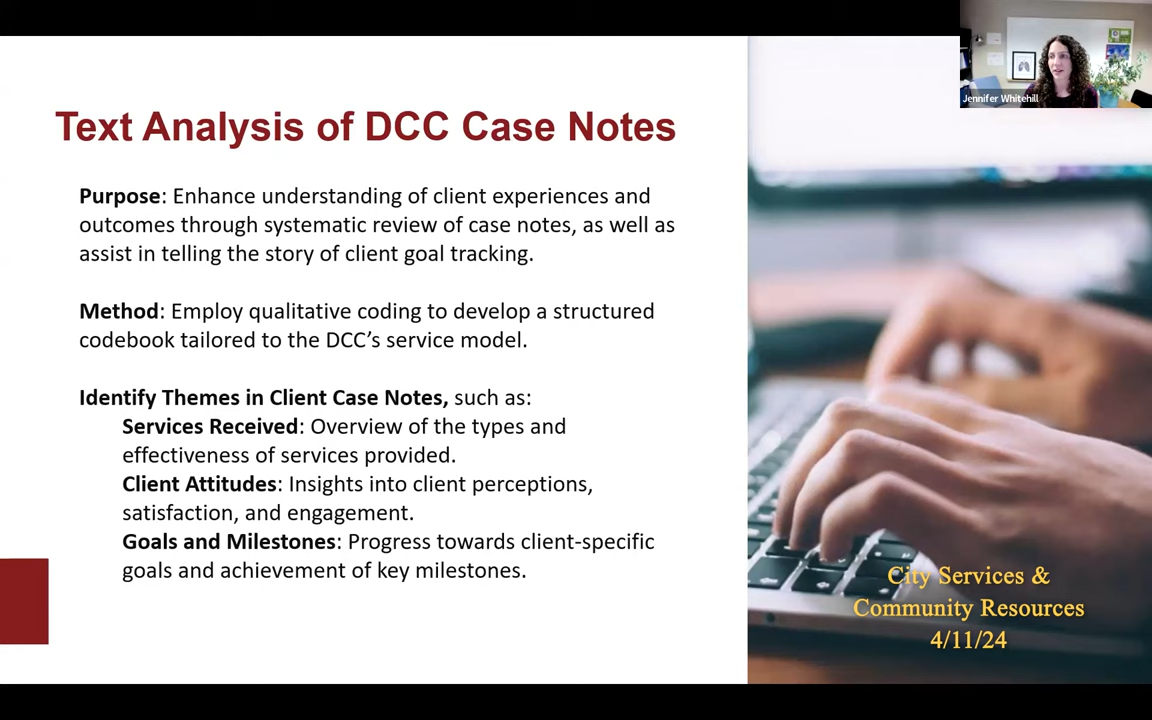 Jennifer Whitehill
Text Analysis of DCC Case Notes
Purpose: Enhance understanding of client experiences and
outcomes through systematic review of case notes, as well as
assist in telling the story of client goal tracking.
Method: Employ qualitative coding to develop a structured
codebook tailored to the DCC’s service model.
Identify Themes in Client Case Notes, such as:
Services Received: Overview of the types and
effectiveness of services provided.
Client Attitudes: Insights into client perceptions,
satisfaction, and engagement.
Goals and Milestones: Progress towards client-specific
goals and achievement of key milestones.
City Services &
Community Resources
4/11/24